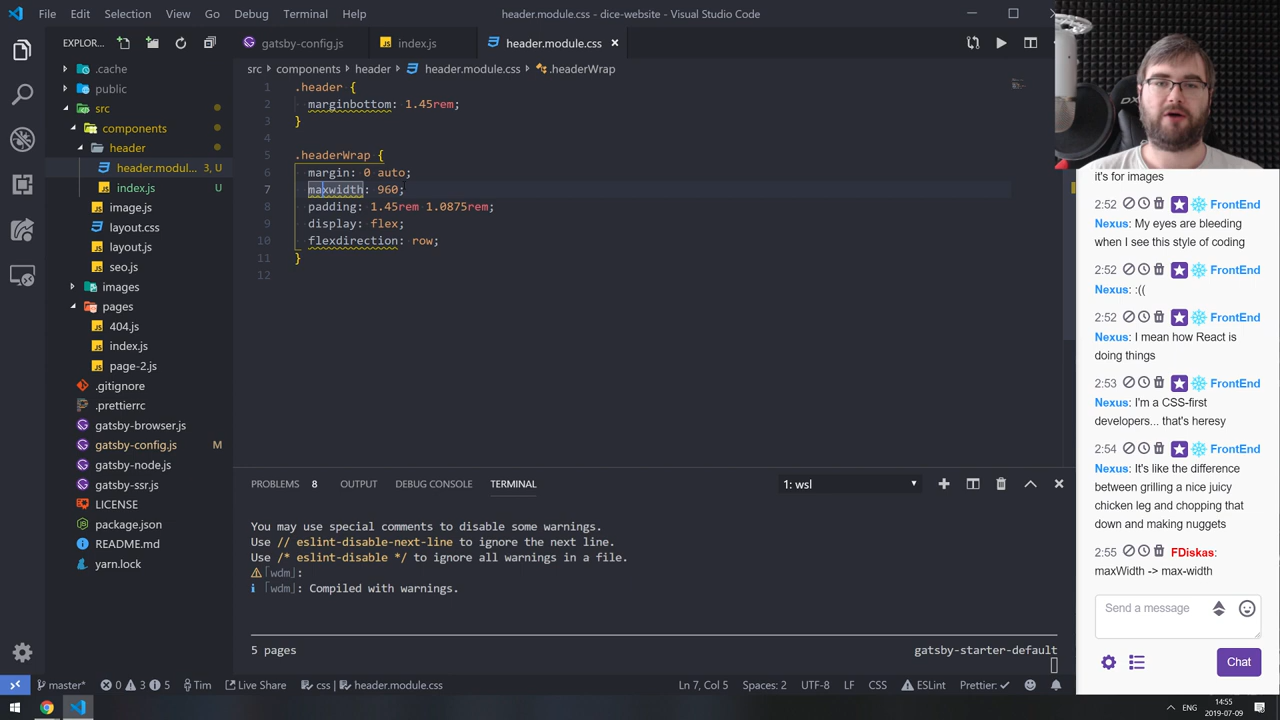 File Edit Selection View Go Debug Terminal Help
header.module.css - dice-website - Visual Studio Code
EXPLOR...
gatsby-config.js
index.js
header.module.css
src > components > header > header.module.css > .headerWrap
.cache
public
src
components
header
header.modul... 3, U
index.js U
image.js
layout.css
layout.js
seo.js
images
pages
404.js
index.js
page-2.js
.gitignore
.prettierrc
gatsby-browser.js
gatsby-config.js M
gatsby-node.js
gatsby-ssr.js
LICENSE
package.json
README.md
yarn.lock
1 .header {
2 marginbottom: 1.45rem;
3 }
4
5 .headerWrap {
6 margin: 0 auto;
7 maxwidth: 960;
8 padding: 1.45rem 1.0875rem;
9 display: flex;
10 flexdirection: row;
11 }
12
PROBLEMS 8 OUTPUT DEBUG CONSOLE TERMINAL
1: wsl
You may use special comments to disable some warnings.
Use // eslint-disable-next-line to ignore the next line.
Use /* eslint-disable */ to ignore all warnings in a file.
⚠「wdm」:
ℹ「wdm」: Compiled with warnings.
5 pages gatsby-starter-default
master* 0 3 5 Tim Live Share css | header.module.css
Ln 7, Col 5 Spaces: 2 UTF-8 LF CSS ESLint Prettier: ✓
DX
it's for images
2:52 FrontEnd
Nexus: My eyes are bleeding
when I see this style of coding
2:52 FrontEnd
Nexus: :((
2:52 FrontEnd
Nexus: I mean how React is
doing things
2:53 FrontEnd
Nexus: I'm a CSS-first
developers... that's heresy
2:54 FrontEnd
Nexus: It's like the difference
between grilling a nice juicy
chicken leg and chopping that
down and making nuggets
2:55 FDiskas:
maxWidth -> max-width
Send a message
Chat
ENG
14:55
2019-07-09